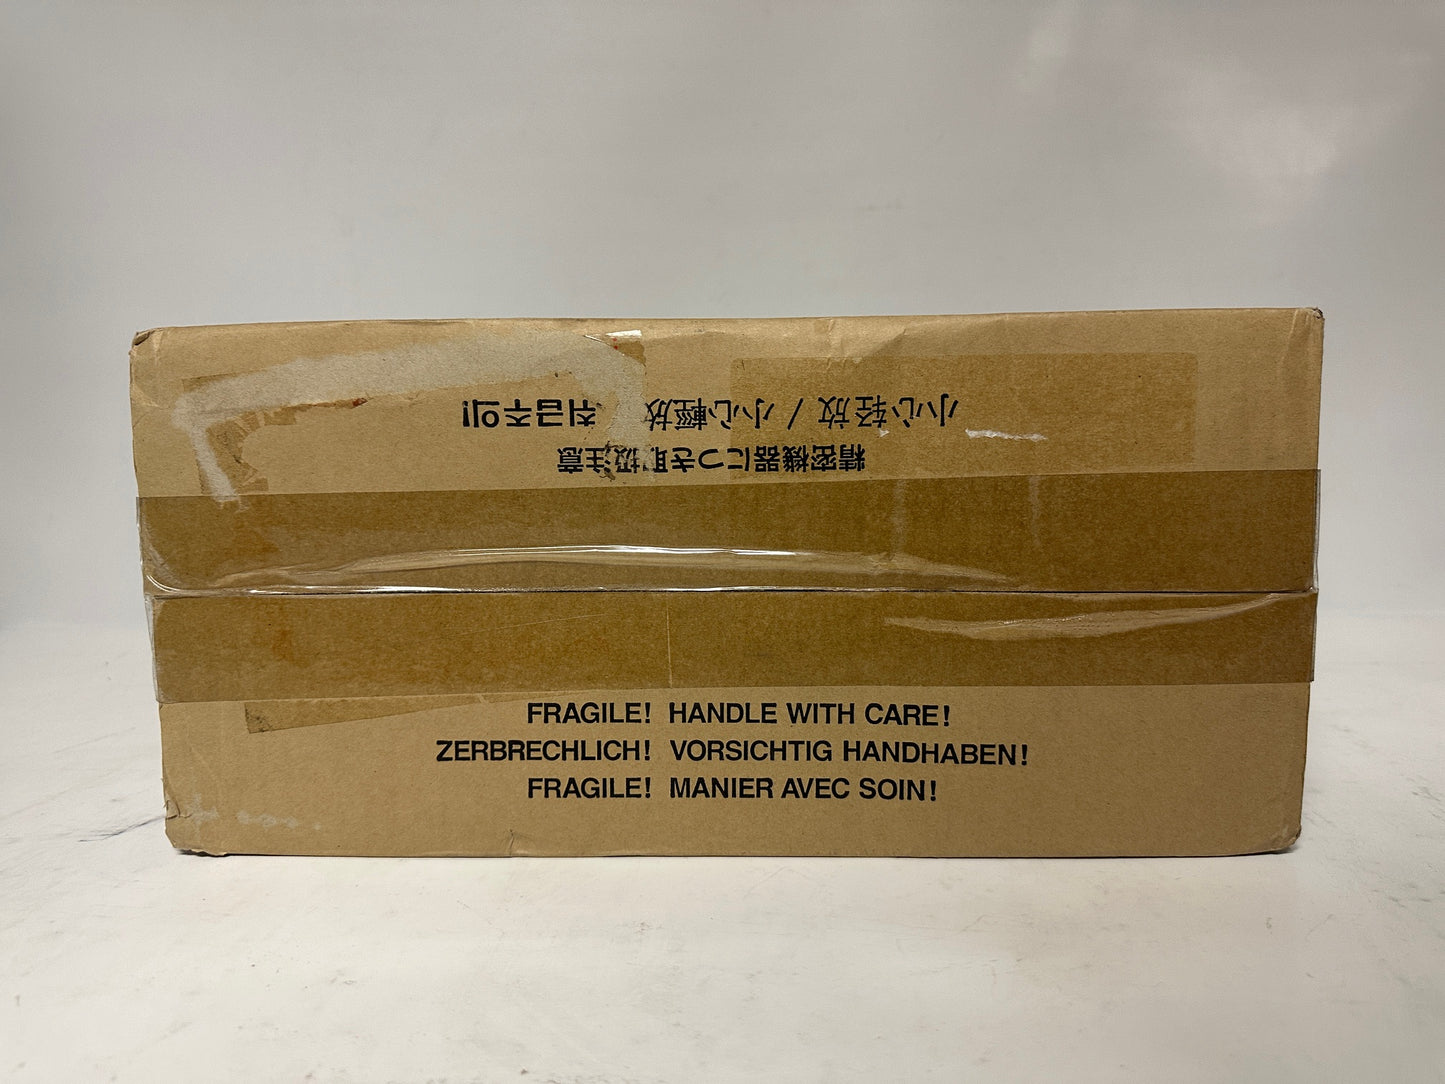 精密機器につき取扱注意
小心轻放 / 小心輕放 취급주의!
FRAGILE! HANDLE WITH CARE!
ZERBRECHLICH! VORSICHTIG HANDHABEN!
FRAGILE! MANIER AVEC SOIN!